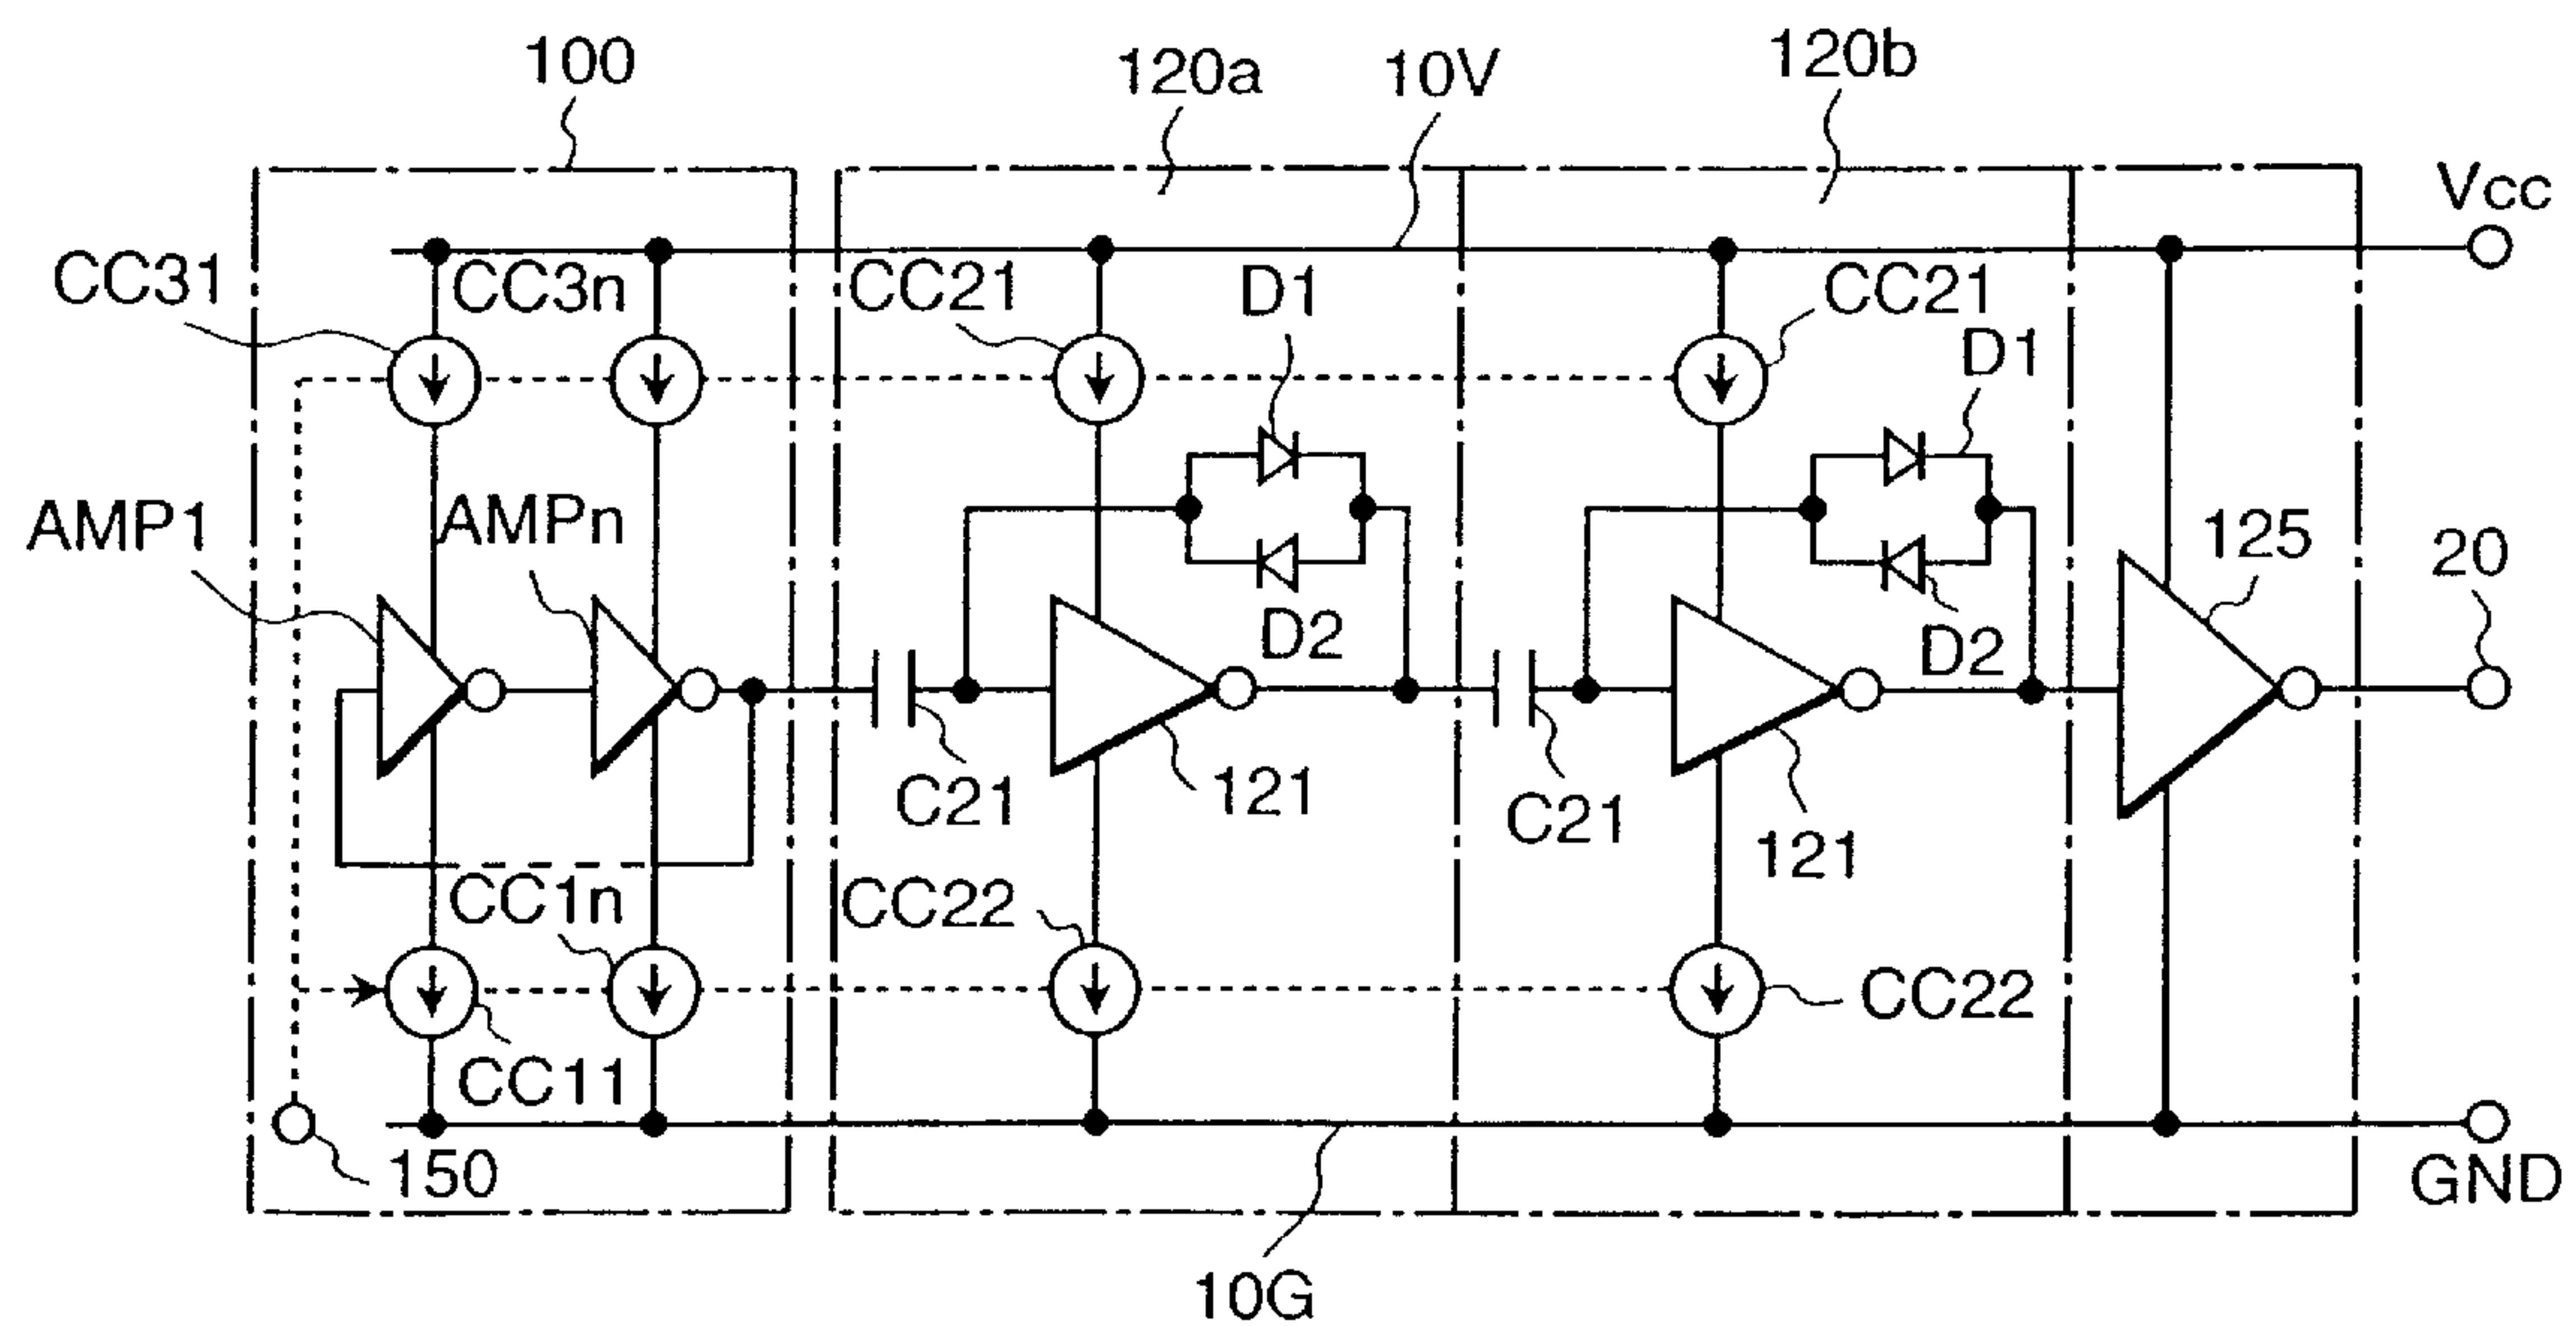 100
120a
10V
120b
Vcc
CC31
CC3n
CC21
D1
CC21
D1
AMP1
AMPn
125
20
D2
D2
C21
121
C21
121
CC1n
CC22
CC22
CC11
150
GND
10G